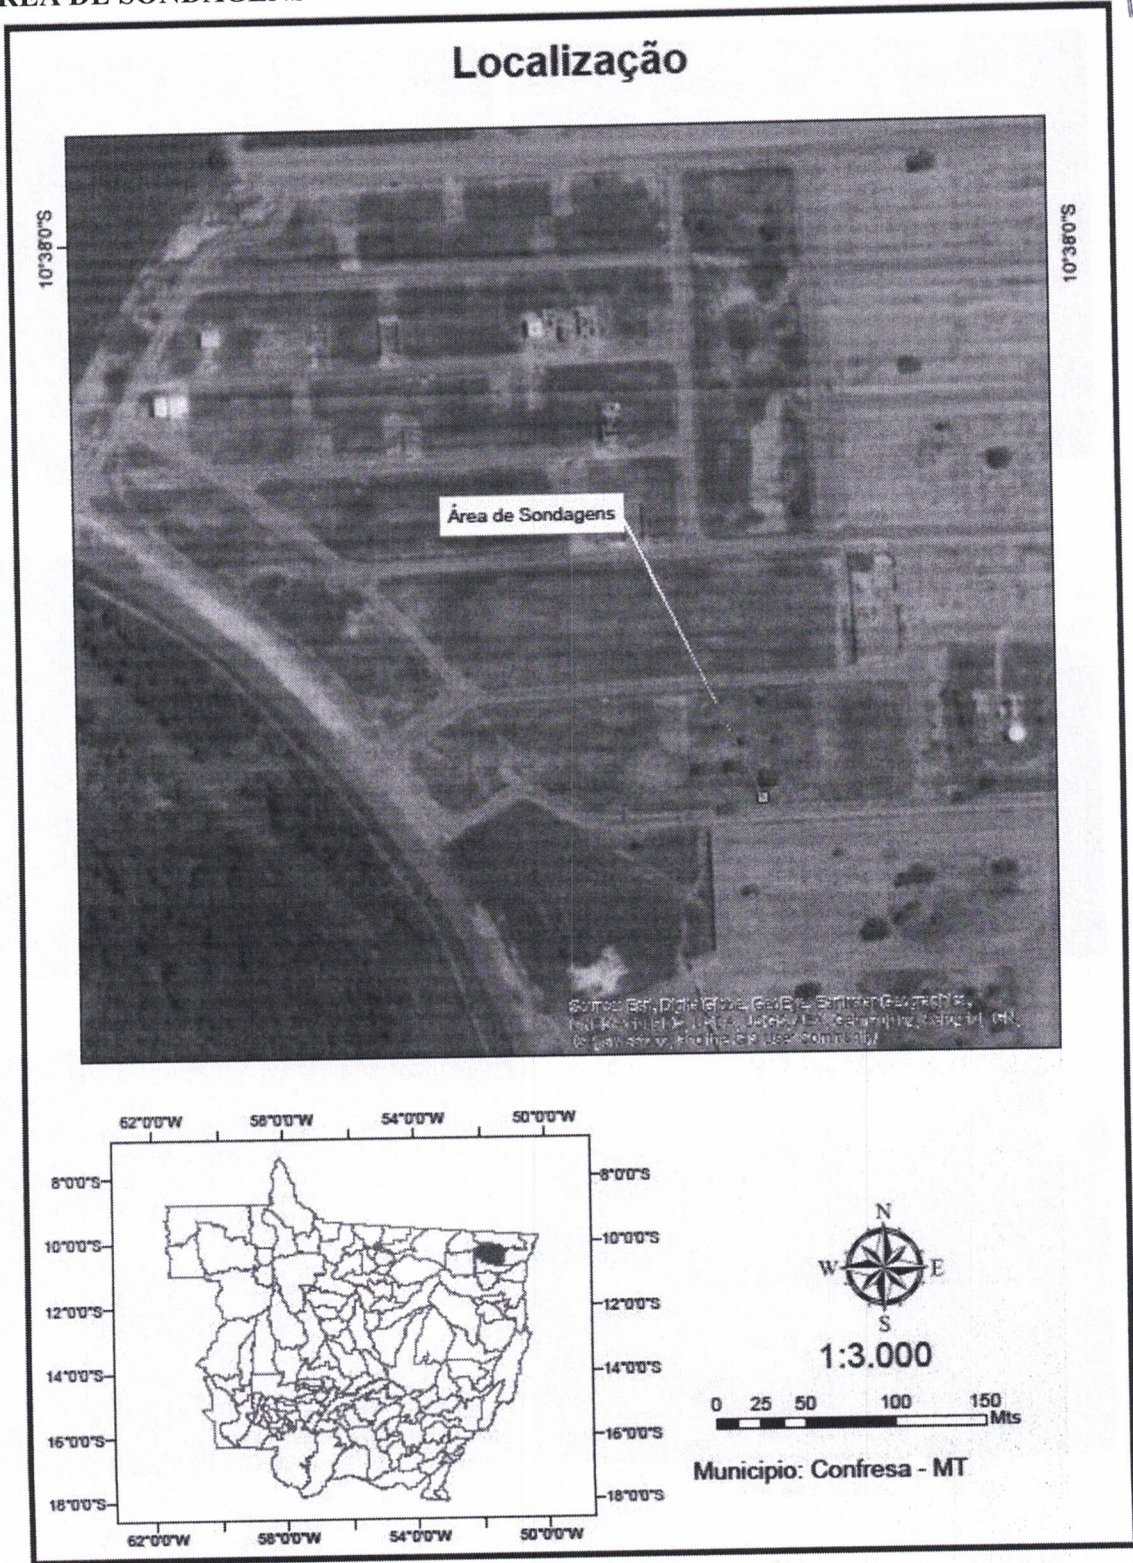 ÁREA DE SONDAGENS
Localização
10°38'0"S
10°38'0"S
Área de Sondagens
62°0'0"W 58°0'0"W 54°0'0"W 50°0'0"W
8°0'0"S 8°0'0"S
10°0'0"S 10°0'0"S
12°0'0"S 12°0'0"S
14°0'0"S 14°0'0"S
16°0'0"S 16°0'0"S
18°0'0"S 18°0'0"S
62°0'0"W 58°0'0"W 54°0'0"W 50°0'0"W
N
W E
S
1:3.000
0 25 50 100 150
Mts
Municipio: Confresa - MT